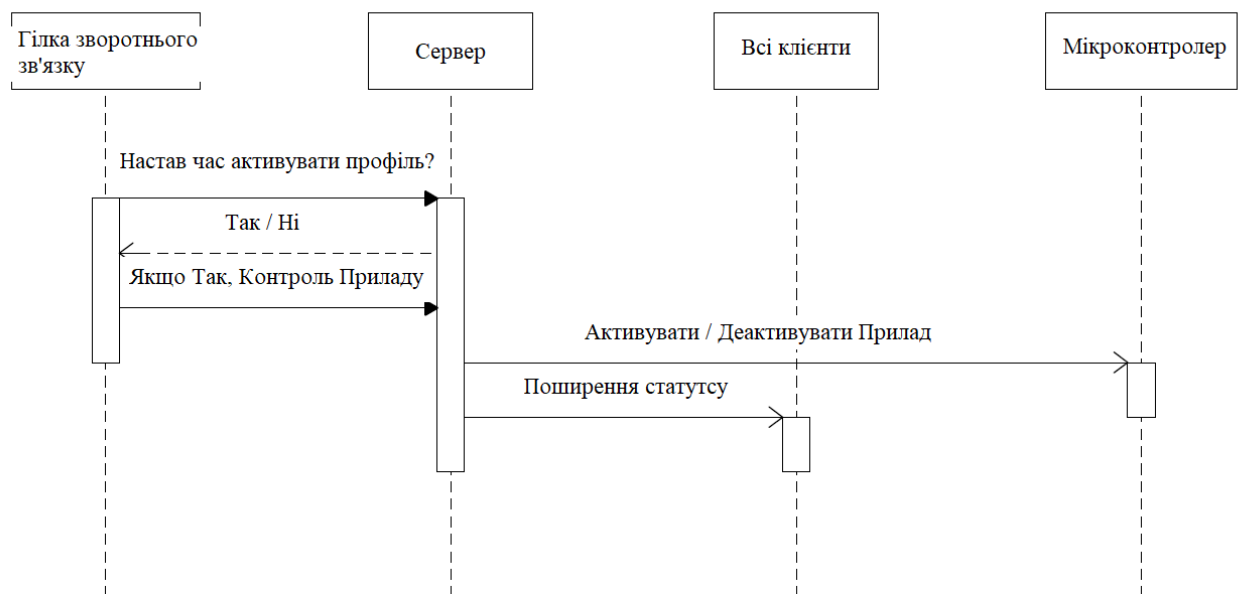 Гілка зворотнього
зв'язку
Сервер
Всі клієнти
Мікроконтролер
Настав час активувати профіль?
Так / Ні
Якщо Так, Контроль Приладу
Активувати / Деактивувати Прилад
Поширення статутсу